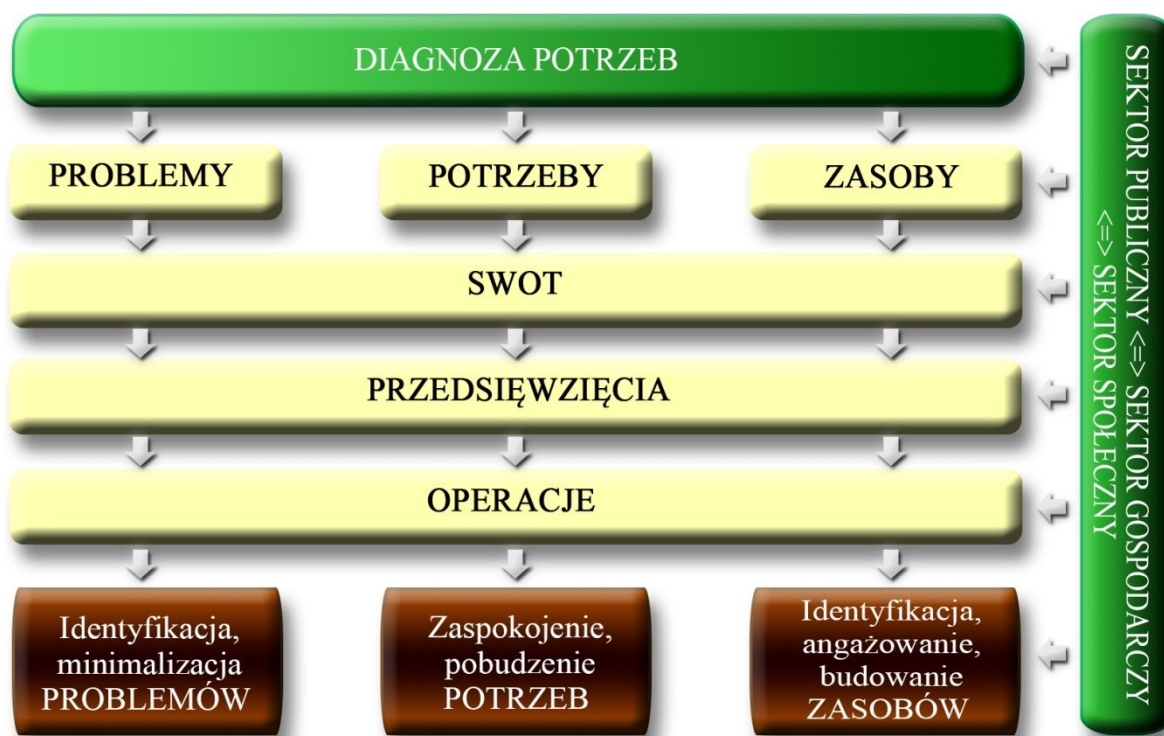 DIAGNOZA POTRZEB
PROBLEMY
POTRZEBY
ZASOBY
SWOT
PRZEDSIĘWZIĘCIA
OPERACJE
Identyfikacja,
minimalizacja
PROBLEMÓW
Zaspokojenie,
pobudzenie
POTRZEB
Identyfikacja,
angażowanie,
budowanie
ZASOBÓW
SEKTOR PUBLICZNY <=> SEKTOR GOSPODARCZY
<=> SEKTOR SPOŁECZNY